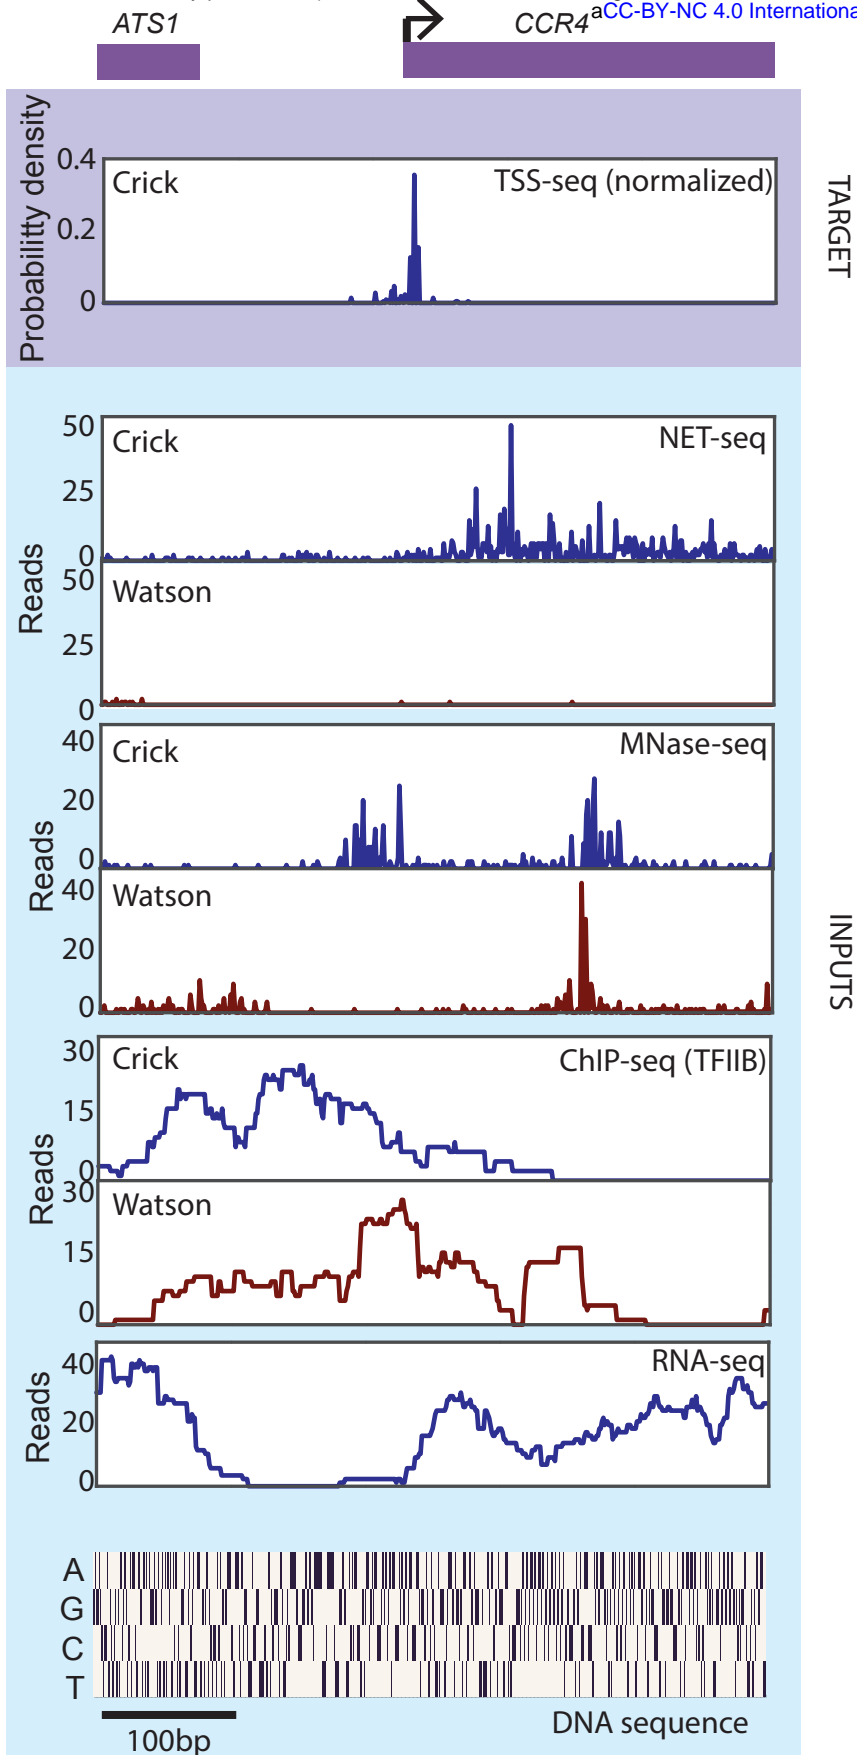 aCC-BY-NC 4.0 Internationa
ATS1
CCR4
TARGET
Probabilitty density
0.4
0.2
0
Crick
TSS-seq (normalized)
INPUTS
Reads
50
25
0
Crick
NET-seq
50
25
0
Watson
Reads
40
20
0
Crick
MNase-seq
40
20
0
Watson
Reads
30
15
0
Crick
ChIP-seq (TFIIB)
30
15
0
Watson
Reads
40
20
0
RNA-seq
A
G
C
T
100bp
DNA sequence